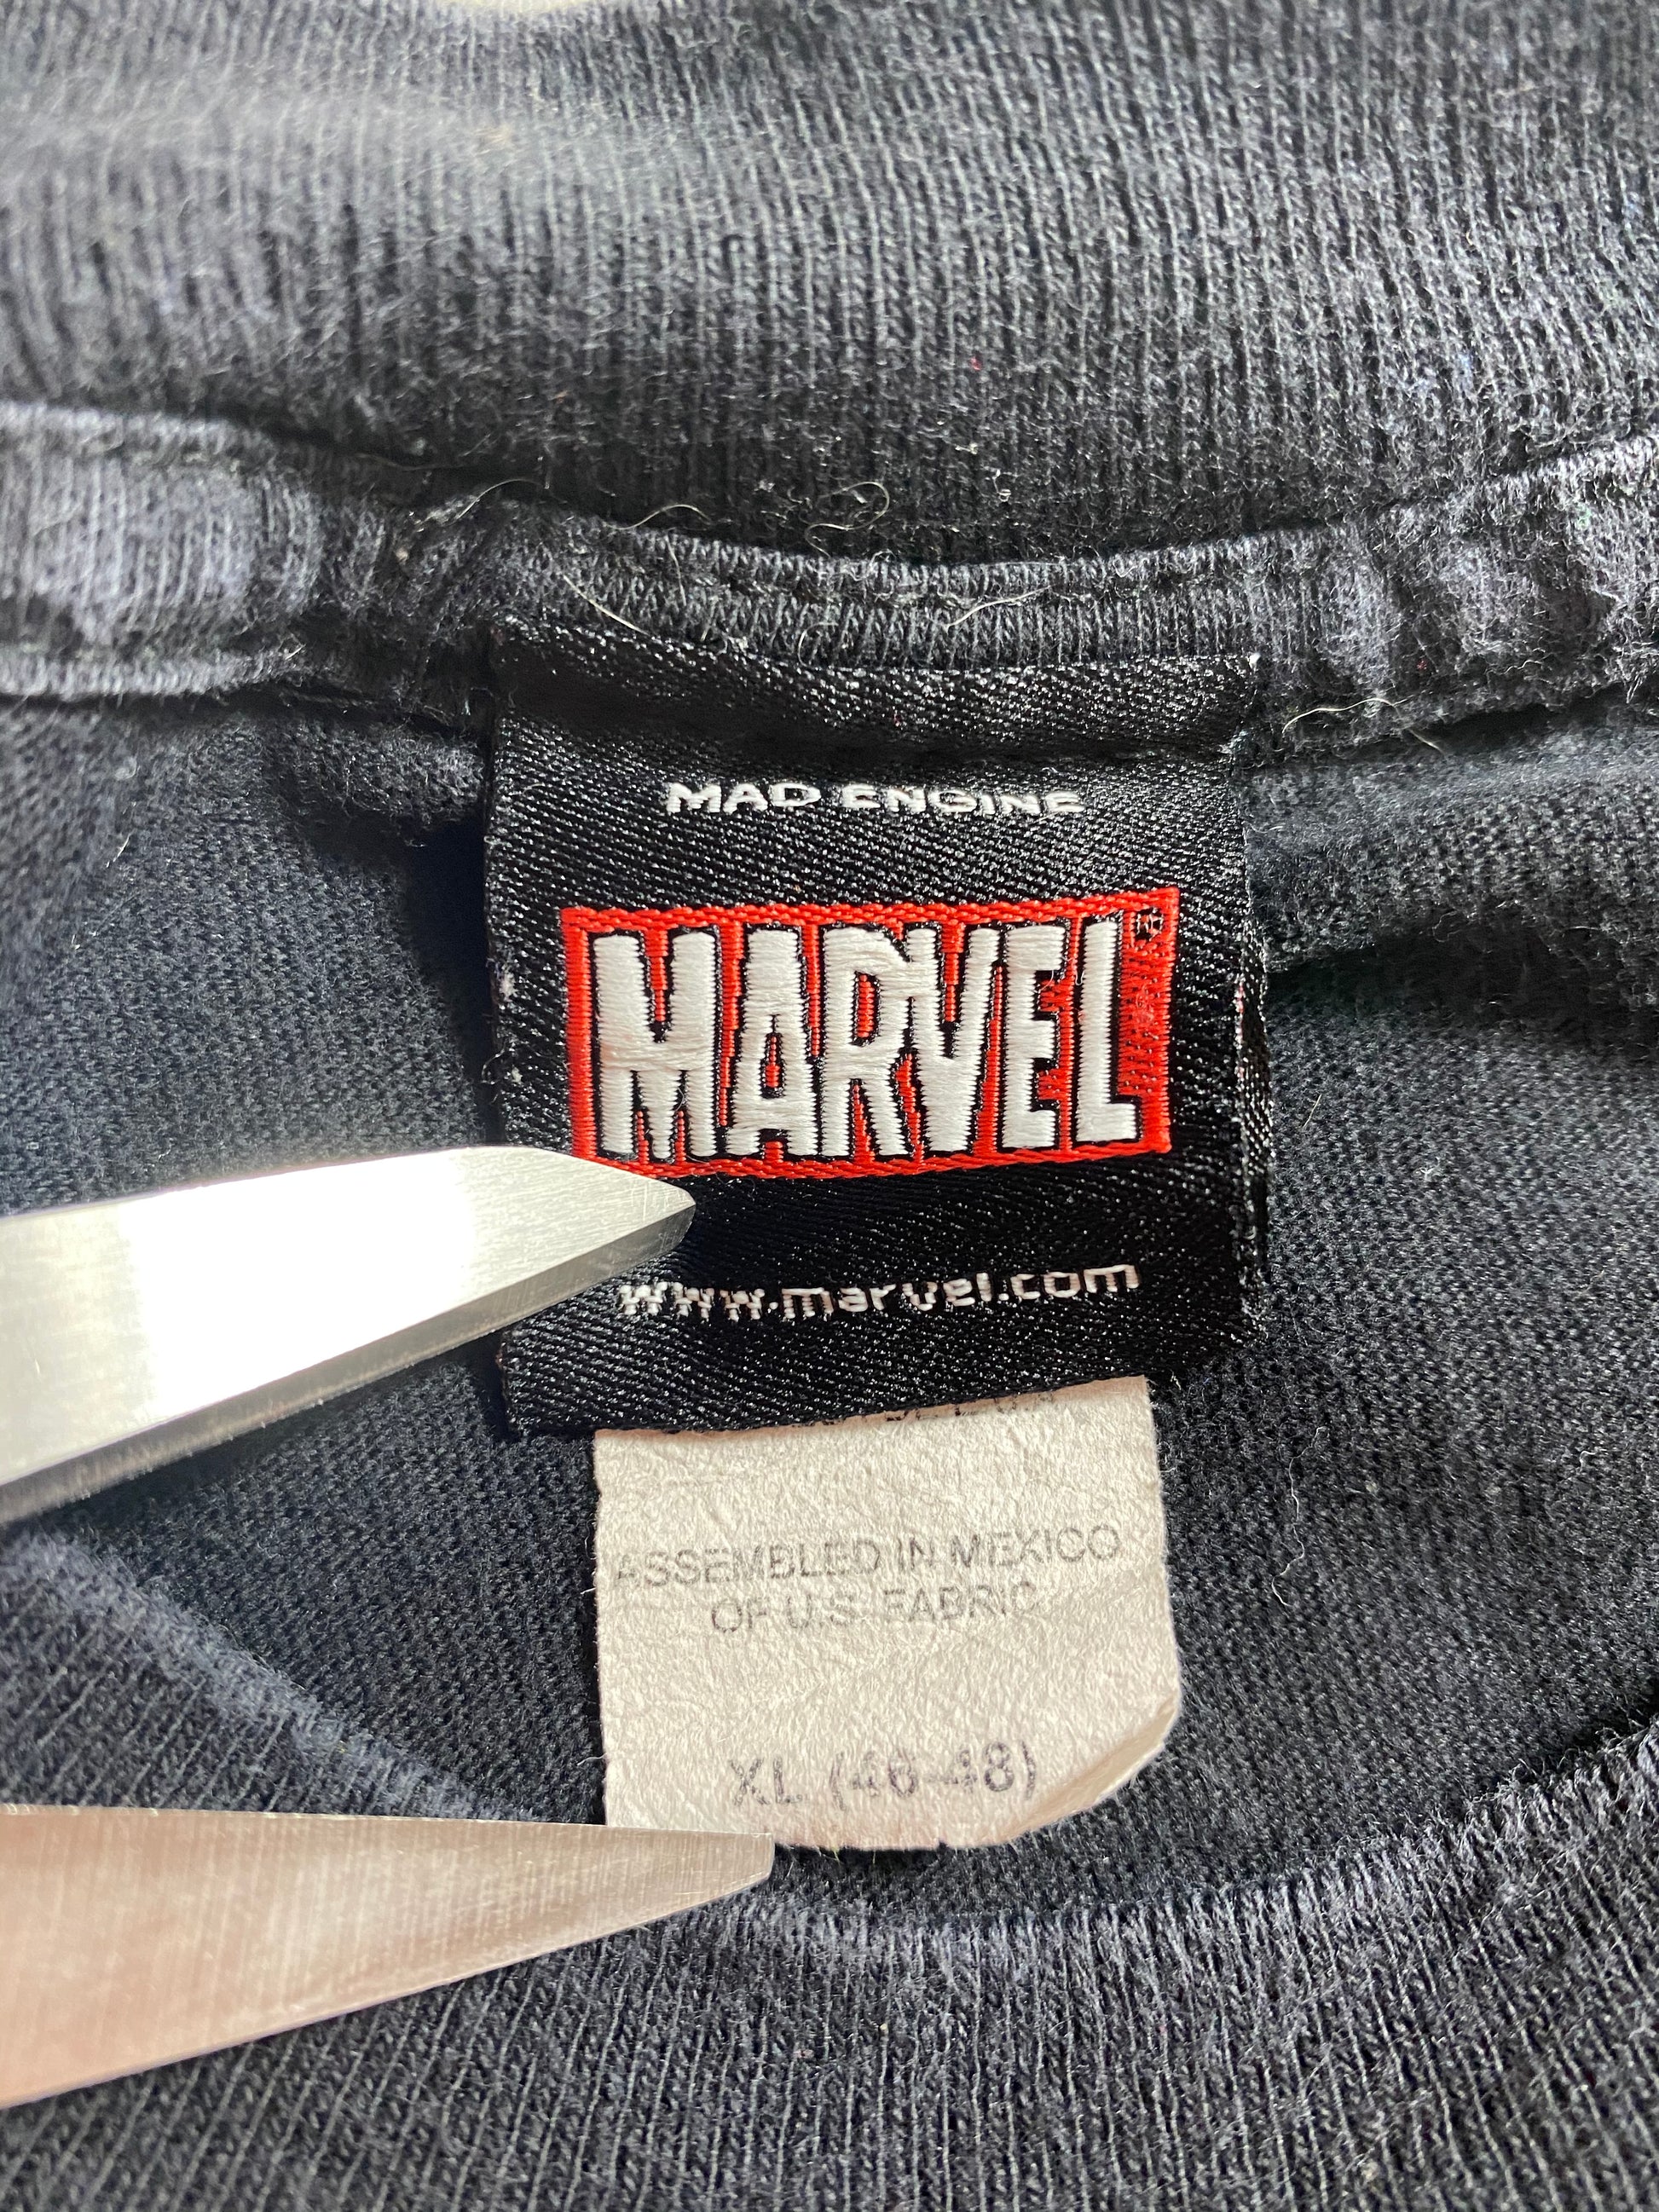 MAD ENGINE
MARVEL®
www.marvel.com
ASSEMBLED IN MEXICO
OF U.S. FABRIC
XL (46-48)